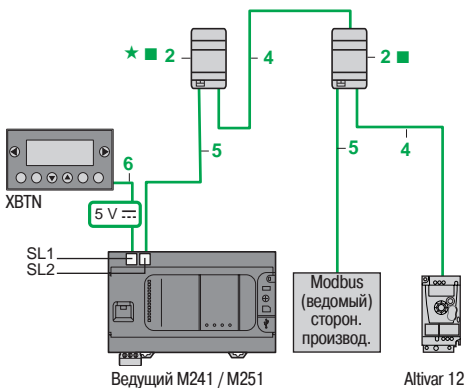 ★ ■ 2
4
2 ■
5
5
4
6
XBTN
5 V ⎓
SL1
SL2
Modbus
(ведомый)
сторон.
производ.
Ведущий M241 / M251
Altivar 12